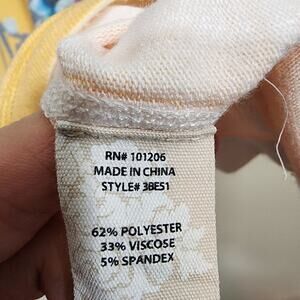 RN# 101206
MADE IN CHINA
STYLE# 3BE51
62% POLYESTER
33% VISCOSE
5% SPANDEX